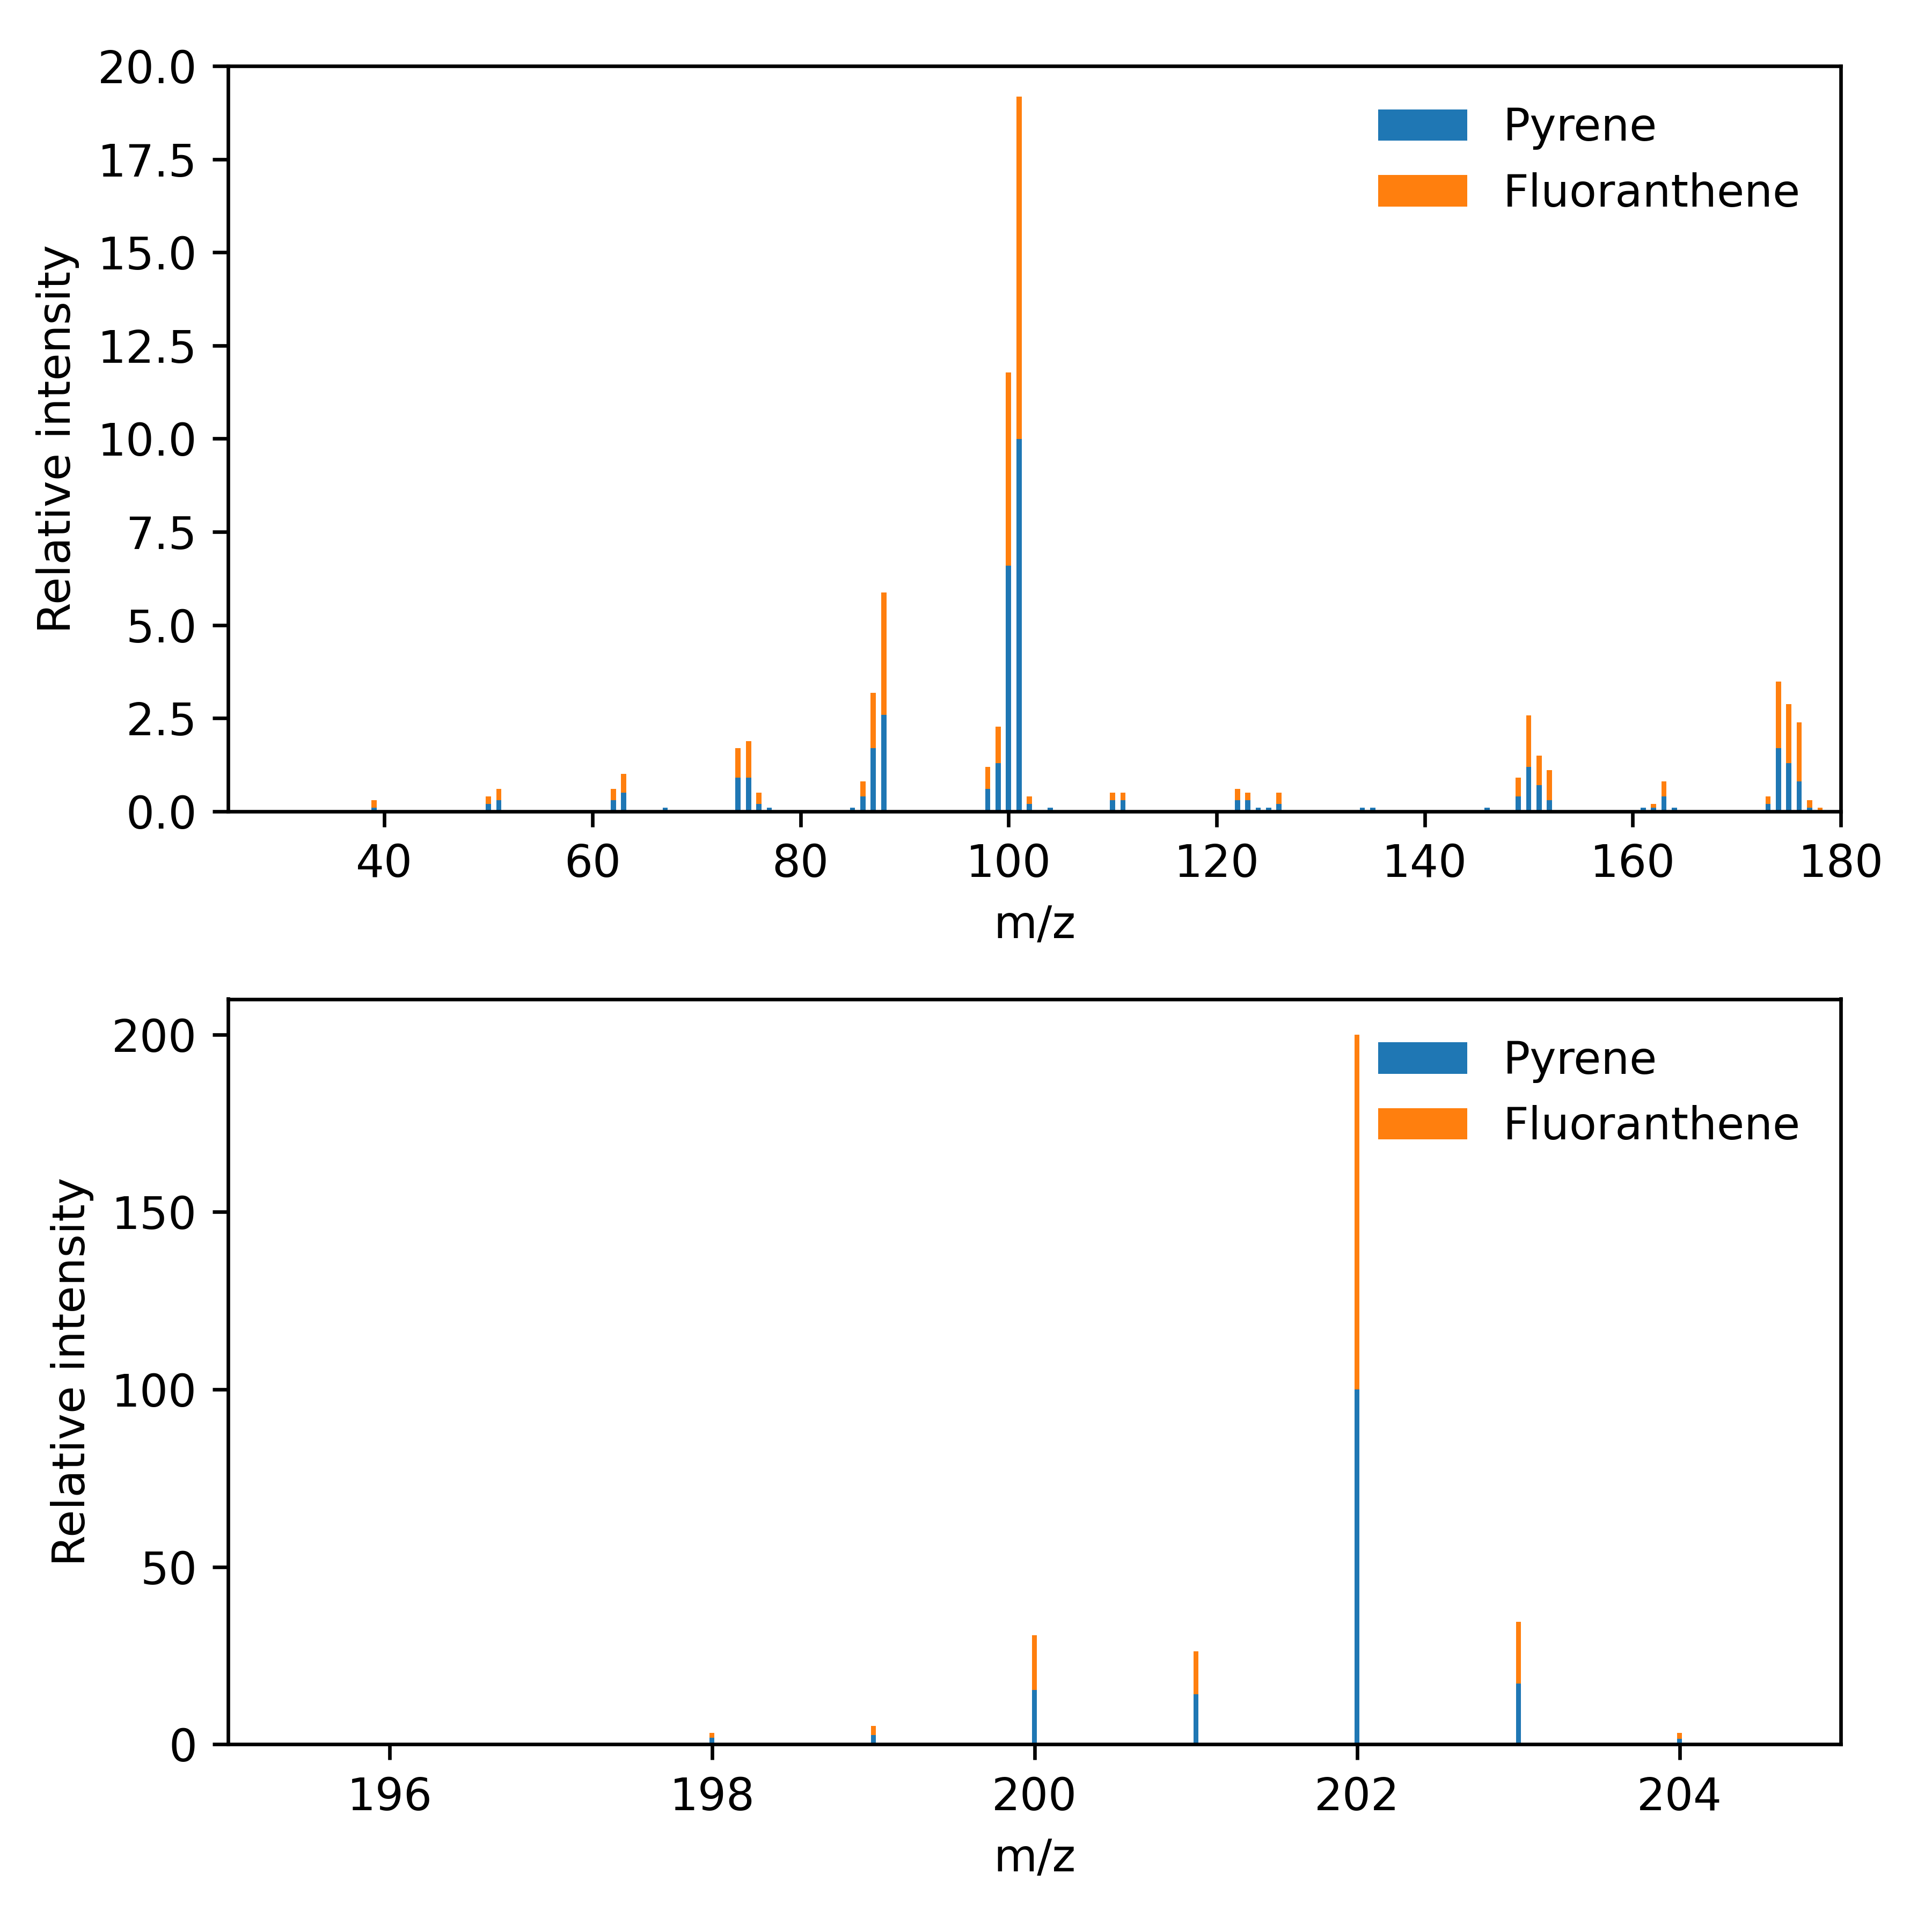 20.0
17.5
15.0
12.5
10.0
7.5
5.0
2.5
0.0
Relative intensity
Pyrene
Fluoranthene
40 60 80 100 120 140 160 180
m/z
200
150
100
50
0
Relative intensity
Pyrene
Fluoranthene
196 198 200 202 204
m/z